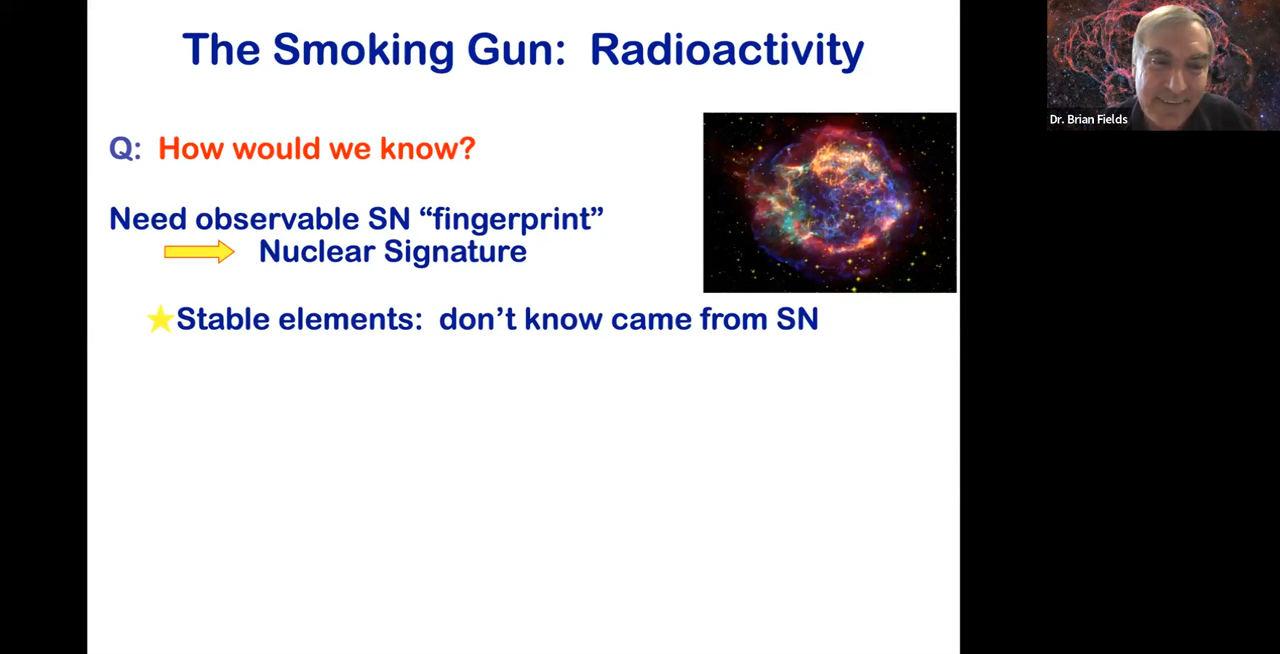 The Smoking Gun: Radioactivity
Q: How would we know?
Need observable SN “fingerprint”
Nuclear Signature
Stable elements: don’t know came from SN
Dr. Brian Fields